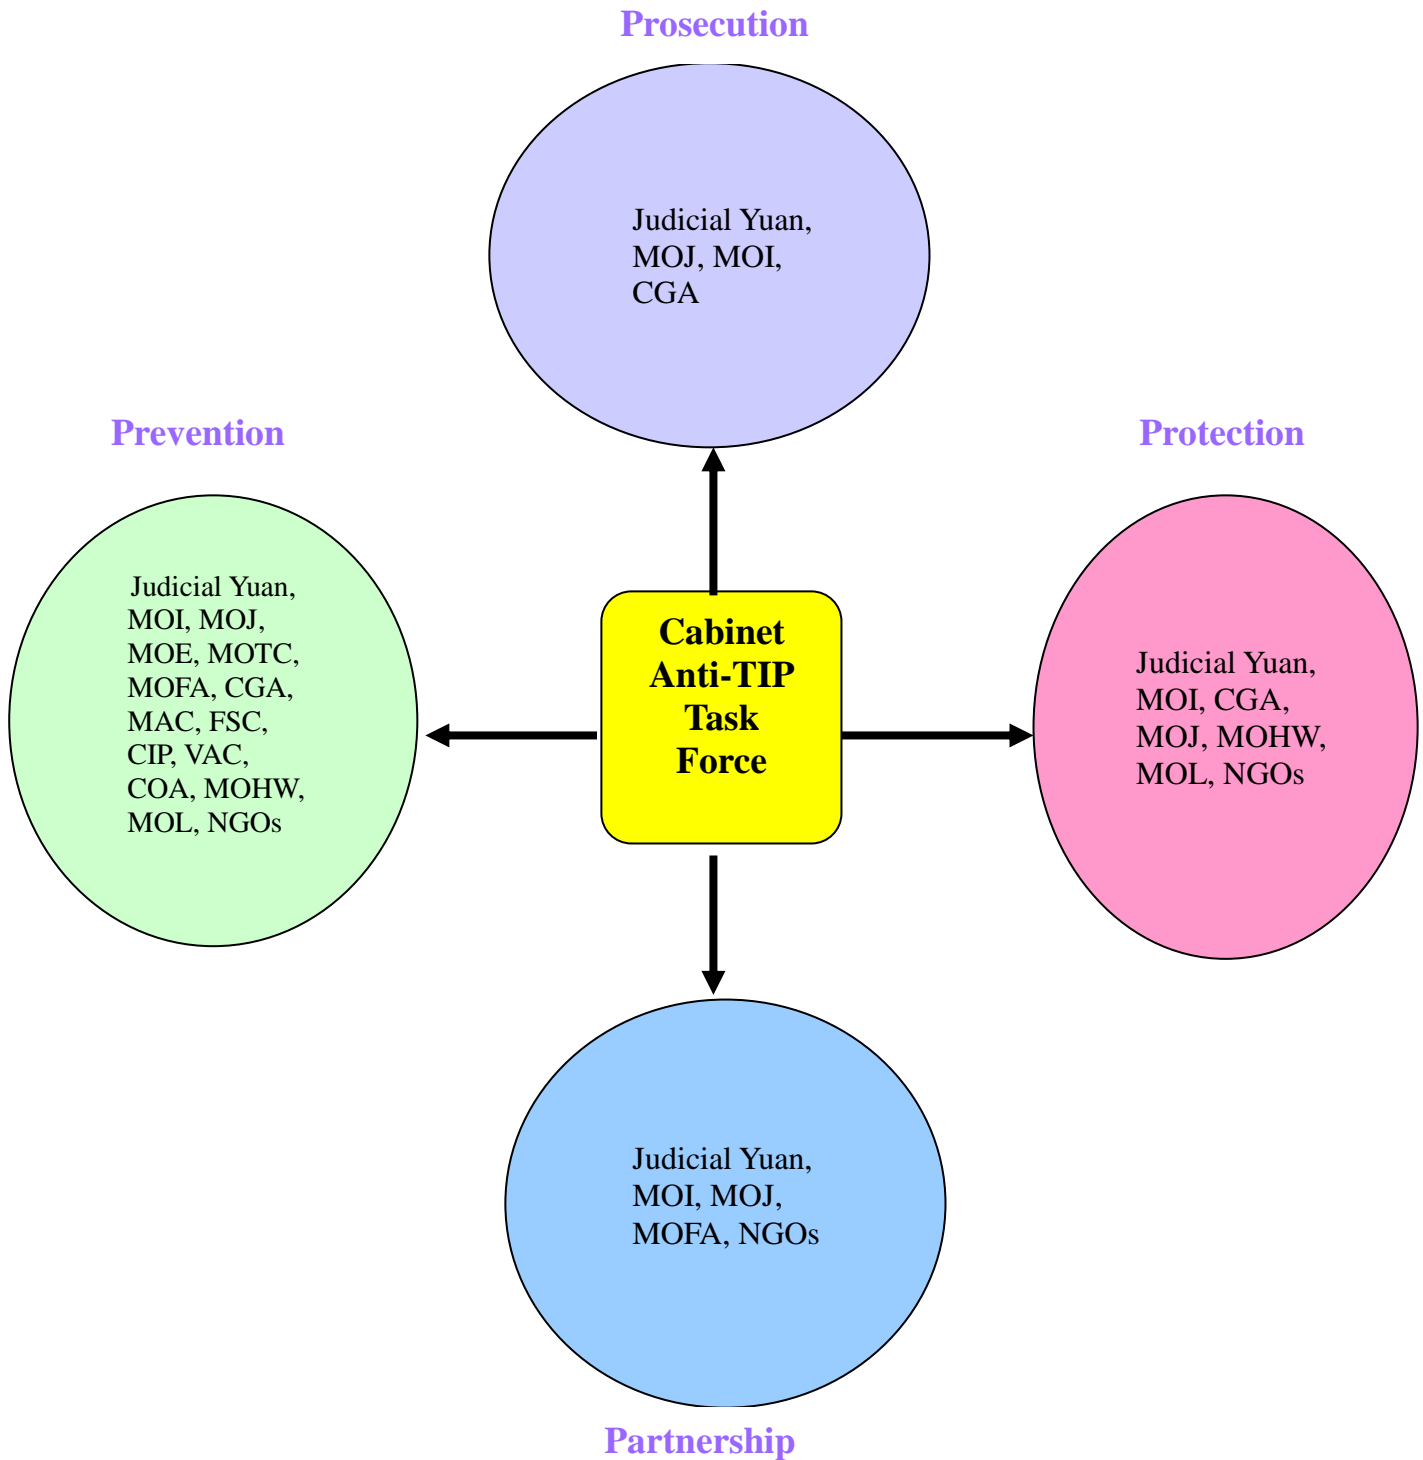 Prosecution
Judicial Yuan,
MOJ, MOI,
CGA
Prevention
Protection
Judicial Yuan,
MOI, MOJ,
MOE, MOTC,
MOFA, CGA,
MAC, FSC,
CIP, VAC,
COA, MOHW,
MOL, NGOs
Cabinet
Anti-TIP
Task
Force
Judicial Yuan,
MOI, CGA,
MOJ, MOHW,
MOL, NGOs
Judicial Yuan,
MOI, MOJ,
MOFA, NGOs
Partnership